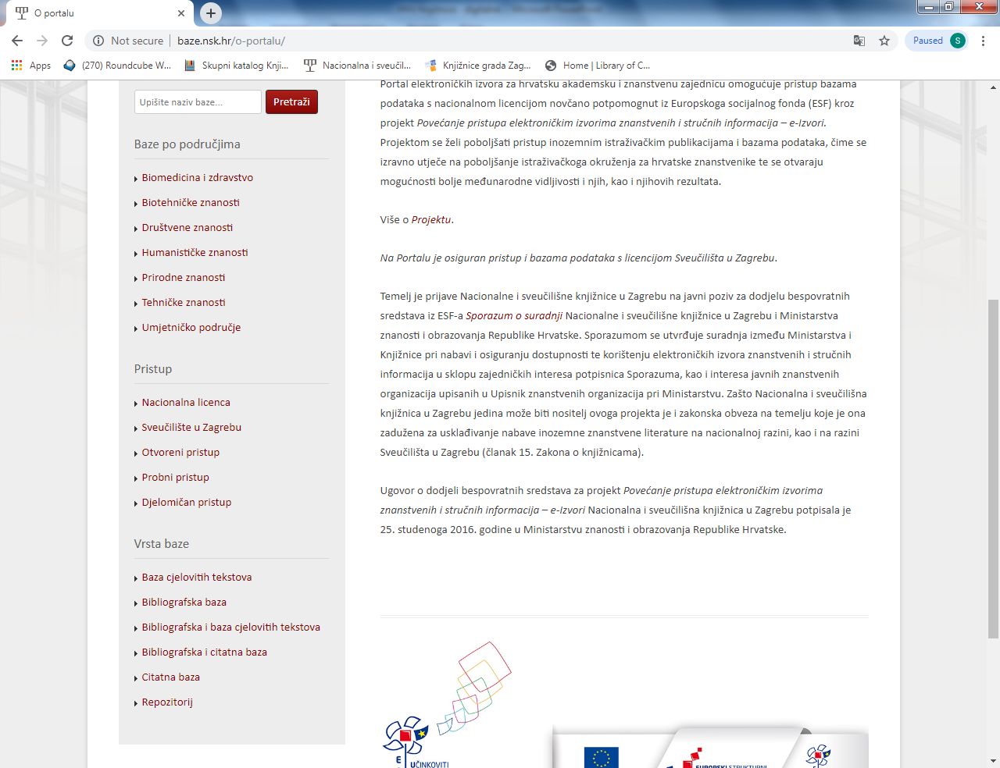 O portalu
Not secure
baze.nsk.hr/o-portalu/
Paused
S
Apps
(270) Roundcube W...
Skupni katalog Knji...
Nacionalna i sveučil...
Knjižnice grada Zag...
Home | Library of C...
Upišite naziv baze...
Pretraži
Baze po područjima
Biomedicina i zdravstvo
Biotehničke znanosti
Društvene znanosti
Humanističke znanosti
Prirodne znanosti
Tehničke znanosti
Umjetničko područje
Pristup
Nacionalna licenca
Sveučilište u Zagrebu
Otvoreni pristup
Probni pristup
Djelomičan pristup
Vrsta baze
Baza cjelovitih tekstova
Bibliografska baza
Bibliografska i baza cjelovitih tekstova
Bibliografska i citatna baza
Citatna baza
Repozitorij
Portal elektroničkih izvora za hrvatsku akademsku i znanstvenu zajednicu omogućuje pristup bazama
podataka s nacionalnom licencijom novčano potpomognut iz Europskoga socijalnog fonda (ESF) kroz
projekt Povećanje pristupa elektroničkim izvorima znanstvenih i stručnih informacija – e-Izvori.
Projektom se želi poboljšati pristup inozemnim istraživačkim publikacijama i bazama podataka, čime se
izravno utječe na poboljšanje istraživačkoga okruženja za hrvatske znanstvenike te se otvaraju
mogućnosti bolje međunarodne vidljivosti i njih, kao i njihovih rezultata.
Više o Projektu.
Na Portalu je osiguran pristup i bazama podataka s licencijom Sveučilišta u Zagrebu.
Temelj je prijave Nacionalne i sveučilišne knjižnice u Zagrebu na javni poziv za dodjelu bespovratnih
sredstava iz ESF-a Sporazum o suradnji Nacionalne i sveučilišne knjižnice u Zagrebu i Ministarstva
znanosti i obrazovanja Republike Hrvatske. Sporazumom se utvrđuje suradnja između Ministarstva i
Knjižnice pri nabavi i osiguranju dostupnosti te korištenju elektroničkih izvora znanstvenih i stručnih
informacija u sklopu zajedničkih interesa potpisnica Sporazuma, kao i interesa javnih znanstvenih
organizacija upisanih u Upisnik znanstvenih organizacija pri Ministarstvu. Zašto Nacionalna i sveučilišna
knjižnica u Zagrebu jedina može biti nositelj ovoga projekta je i zakonska obveza na temelju koje je ona
zadužena za usklađivanje nabave inozemne znanstvene literature na nacionalnoj razini, kao i na razini
Sveučilišta u Zagrebu (članak 15. Zakona o knjižnicama).
Ugovor o dodjeli bespovratnih sredstava za projekt Povećanje pristupa elektroničkim izvorima
znanstvenih i stručnih informacija – e-Izvori Nacionalna i sveučilišna knjižnica u Zagrebu potpisala je
25. studenoga 2016. godine u Ministarstvu znanosti i obrazovanja Republike Hrvatske.
E
UČINKOVITI
EUROPSKI STRUKTURNI